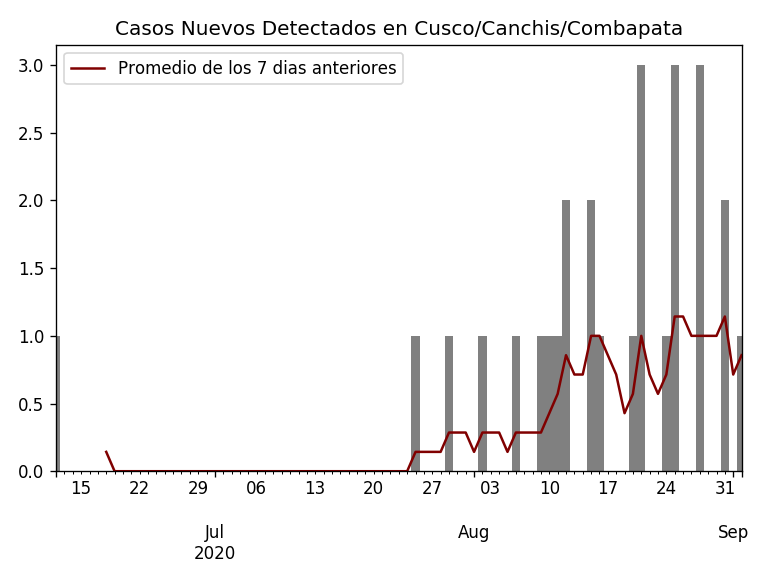 Casos Nuevos Detectados en Cusco/Canchis/Combapata
Promedio de los 7 dias anteriores
3.0
2.5
2.0
1.5
1.0
0.5
0.0
15 22 29 06 13 20 27 03 10 17 24 31
Jul Aug Sep
2020